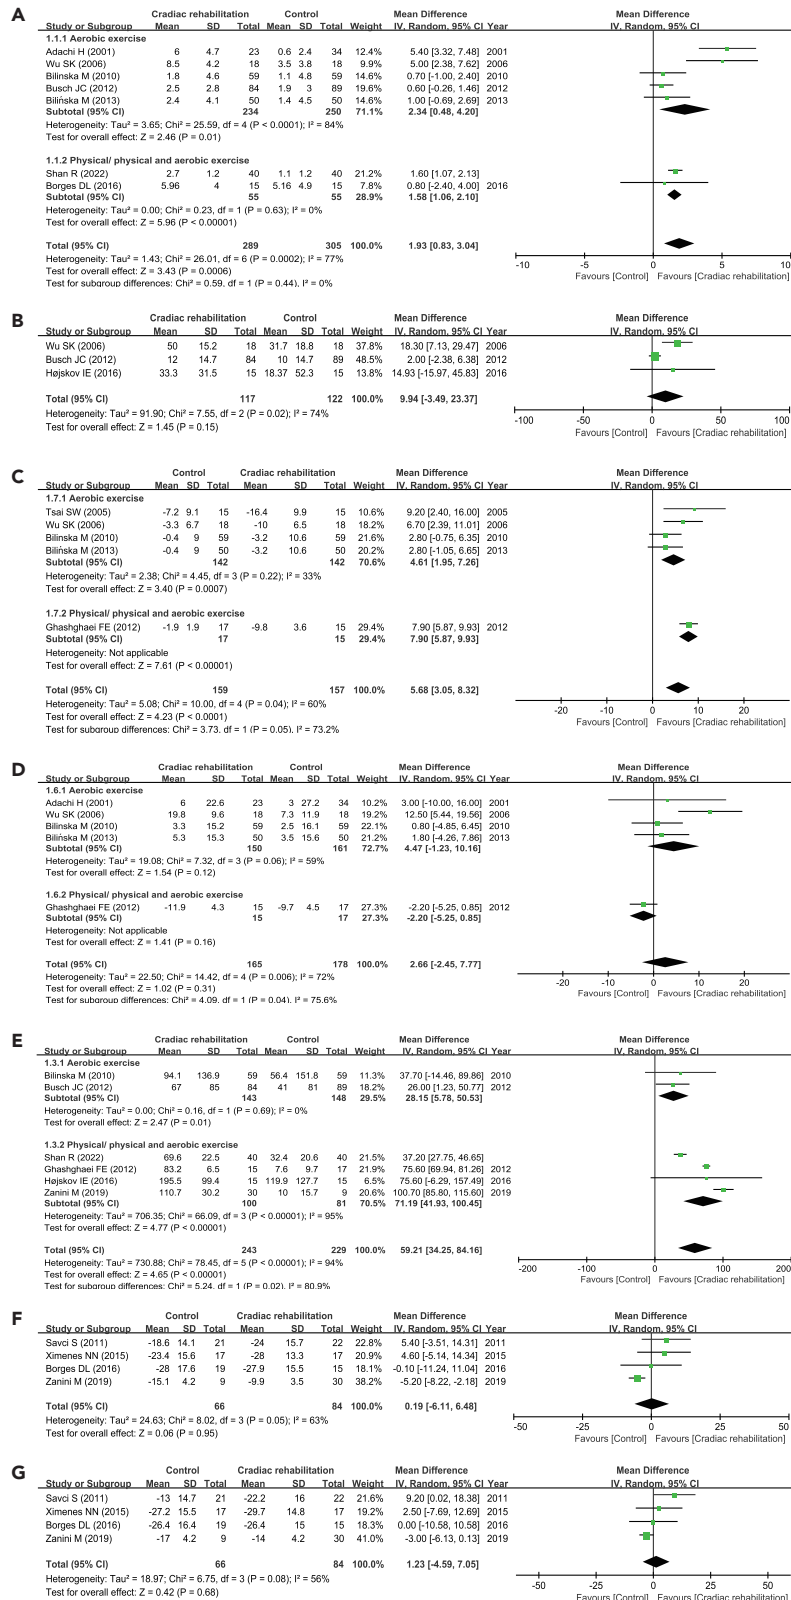 A
Cradiac rehabilitation Control Mean Difference Mean Difference
Study or Subgroup Mean SD Total Mean SD Total Weight IV. Random. 95% CI Year IV. Random. 95% CI
1.1.1 Aerobic exercise
Adachi H (2001) 6 4.7 23 0.6 2.4 34 12.4% 5.40 [3.32, 7.48] 2001
Wu SK (2006) 8.5 4.2 18 3.5 3.8 18 9.9% 5.00 [2.38, 7.62] 2006
Bilinska M (2010) 1.8 4.6 59 1.1 4.8 59 14.6% 0.70 [-1.00, 2.40] 2010
Busch JC (2012) 2.5 2.8 84 1.9 3 89 19.6% 0.60 [-0.26, 1.46] 2012
Bilińska M (2013) 2.4 4.1 50 1.4 4.5 50 14.6% 1.00 [-0.69, 2.69] 2013
Subtotal (95% CI) 234 250 71.1% 2.34 [0.48, 4.20]
Heterogeneity: Tau² = 3.65; Chi² = 25.59, df = 4 (P < 0.0001); I² = 84%
Test for overall effect: Z = 2.46 (P = 0.01)
1.1.2 Physical/ physical and aerobic exercise
Shan R (2022) 2.7 1.2 40 1.1 1.2 40 21.2% 1.60 [1.07, 2.13]
Borges DL (2016) 5.96 4 15 5.16 4.9 15 7.8% 0.80 [-2.40, 4.00] 2016
Subtotal (95% CI) 55 55 28.9% 1.58 [1.06, 2.10]
Heterogeneity: Tau² = 0.00; Chi² = 0.23, df = 1 (P = 0.63); I² = 0%
Test for overall effect: Z = 5.96 (P < 0.00001)
Total (95% CI) 289 305 100.0% 1.93 [0.83, 3.04]
Heterogeneity: Tau² = 1.43; Chi² = 26.01, df = 6 (P = 0.0002); I² = 77%
Test for overall effect: Z = 3.43 (P = 0.0006)
Test for subgroup differences: Chi² = 0.59, df = 1 (P = 0.44), I² = 0%
-10 -5 0 5 10
Favours [Control] Favours [Cradiac rehabilitation]
B
Cradiac rehabilitation Control Mean Difference Mean Difference
Study or Subgroup Mean SD Total Mean SD Total Weight IV. Random. 95% CI Year IV. Random. 95% CI
Wu SK (2006) 50 15.2 18 31.7 18.8 18 37.8% 18.30 [7.13, 29.47] 2006
Busch JC (2012) 12 14.7 84 10 14.7 89 48.5% 2.00 [-2.38, 6.38] 2012
Højskov IE (2016) 33.3 31.5 15 18.37 52.3 15 13.8% 14.93 [-15.97, 45.83] 2016
Total (95% CI) 117 122 100.0% 9.94 [-3.49, 23.37]
Heterogeneity: Tau² = 91.90; Chi² = 7.55, df = 2 (P = 0.02); I² = 74%
Test for overall effect: Z = 1.45 (P = 0.15)
-100 -50 0 50 100
Favours [Control] Favours [Cradiac rehabilitation]
C
Control Cradiac rehabilitation Mean Difference Mean Difference
Study or Subgroup Mean SD Total Mean SD Total Weight IV. Random. 95% CI Year IV. Random. 95% CI
1.7.1 Aerobic exercise
Tsai SW (2005) -7.2 9.1 15 -16.4 9.9 15 10.6% 9.20 [2.40, 16.00] 2005
Wu SK (2006) -3.3 6.7 18 -10 6.5 18 18.2% 6.70 [2.39, 11.01] 2006
Bilinska M (2010) -0.4 9 59 -3.2 10.6 59 21.6% 2.80 [-0.75, 6.35] 2010
Bilińska M (2013) -0.4 9 50 -3.2 10.6 50 20.2% 2.80 [-1.05, 6.65] 2013
Subtotal (95% CI) 142 142 70.6% 4.61 [1.95, 7.26]
Heterogeneity: Tau² = 2.38; Chi² = 4.45, df = 3 (P = 0.22); I² = 33%
Test for overall effect: Z = 3.40 (P = 0.0007)
1.7.2 Physical/ physical and aerobic exercise
Ghashghaei FE (2012) -1.9 1.9 17 -9.8 3.6 15 29.4% 7.90 [5.87, 9.93] 2012
Subtotal (95% CI) 17 15 29.4% 7.90 [5.87, 9.93]
Heterogeneity: Not applicable
Test for overall effect: Z = 7.61 (P < 0.00001)
Total (95% CI) 159 157 100.0% 5.68 [3.05, 8.32]
Heterogeneity: Tau² = 5.08; Chi² = 10.00, df = 4 (P = 0.04); I² = 60%
Test for overall effect: Z = 4.23 (P < 0.0001)
Test for subgroup differences: Chi² = 3.73, df = 1 (P = 0.05), I² = 73.2%
-20 -10 0 10 20
Favours [Control] Favours [Cradiac rehabilitation]
D
Cradiac rehabilitation Control Mean Difference Mean Difference
Study or Subgroup Mean SD Total Mean SD Total Weight IV. Random. 95% CI Year IV. Random. 95% CI
1.6.1 Aerobic exercise
Adachi H (2001) 6 22.6 23 3 27.2 34 10.2% 3.00 [-10.00, 16.00] 2001
Wu SK (2006) 19.8 9.6 18 7.3 11.9 18 19.2% 12.50 [5.44, 19.56] 2006
Bilinska M (2010) 3.3 15.2 59 2.5 16.1 59 22.1% 0.80 [-4.85, 6.45] 2010
Bilińska M (2013) 5.3 15.3 50 3.5 15.6 50 21.2% 1.80 [-4.26, 7.86] 2013
Subtotal (95% CI) 150 161 72.7% 4.47 [-1.23, 10.16]
Heterogeneity: Tau² = 19.08; Chi² = 7.32, df = 3 (P = 0.06); I² = 59%
Test for overall effect: Z = 1.54 (P = 0.12)
1.6.2 Physical/ physical and aerobic exercise
Ghashghaei FE (2012) -11.9 4.3 15 -9.7 4.5 17 27.3% -2.20 [-5.25, 0.85] 2012
Subtotal (95% CI) 15 17 27.3% -2.20 [-5.25, 0.85]
Heterogeneity: Not applicable
Test for overall effect: Z = 1.41 (P = 0.16)
Total (95% CI) 165 178 100.0% 2.66 [-2.45, 7.77]
Heterogeneity: Tau² = 22.50; Chi² = 14.42, df = 4 (P = 0.006); I² = 72%
Test for overall effect: Z = 1.02 (P = 0.31)
Test for subgroup differences: Chi² = 4.09, df = 1 (P = 0.04), I² = 75.6%
-20 -10 0 10 20
Favours [Control] Favours [Cradiac rehabilitation]
E
Cradiac rehabilitation Control Mean Difference Mean Difference
Study or Subgroup Mean SD Total Mean SD Total Weight IV. Random. 95% CI Year IV. Random. 95% CI
1.3.1 Aerobic exercise
Bilinska M (2010) 94.1 136.9 59 56.4 151.8 59 11.3% 37.70 [-14.46, 89.86] 2010
Busch JC (2012) 67 85 84 41 81 89 18.2% 26.00 [1.23, 50.77] 2012
Subtotal (95% CI) 143 148 29.5% 28.15 [5.78, 50.53]
Heterogeneity: Tau² = 0.00; Chi² = 0.16, df = 1 (P = 0.69); I² = 0%
Test for overall effect: Z = 2.47 (P = 0.01)
1.3.2 Physical/ physical and aerobic exercise
Shan R (2022) 69.6 22.5 40 32.4 20.6 40 21.5% 37.20 [27.75, 46.65]
Ghashghaei FE (2012) 83.2 6.5 15 7.6 9.7 17 22.0% 75.60 [69.94, 81.26] 2012
Højskov IE (2016) 195.5 99.4 15 119.9 127.7 15 6.5% 75.60 [-6.29, 157.49] 2016
Zanini M (2019) 110.7 30.2 30 10 15.7 9 20.6% 100.70 [85.80, 115.60] 2019
Subtotal (95% CI) 100 81 70.5% 71.19 [41.93, 100.45]
Heterogeneity: Tau² = 706.35; Chi² = 66.09, df = 3 (P < 0.00001); I² = 95%
Test for overall effect: Z = 4.77 (P < 0.00001)
Total (95% CI) 243 229 100.0% 59.21 [34.25, 84.16]
Heterogeneity: Tau² = 730.88; Chi² = 78.45, df = 5 (P < 0.00001); I² = 94%
Test for overall effect: Z = 4.65 (P < 0.00001)
Test for subgroup differences: Chi² = 5.24, df = 1 (P = 0.02), I² = 80.9%
-200 -100 0 100 200
Favours [Control] Favours [Cradiac rehabilitation]
F
Control Cradiac rehabilitation Mean Difference Mean Difference
Study or Subgroup Mean SD Total Mean SD Total Weight IV. Random. 95% CI Year IV. Random. 95% CI
Savci S (2011) -18.6 14.1 21 -24 15.7 22 22.8% 5.40 [-3.51, 14.31] 2011
Ximenes NN (2015) -23.4 15.6 17 -28 13.3 17 20.9% 4.60 [-5.14, 14.34] 2015
Borges DL (2016) -28 17.6 19 -27.9 15.5 15 18.1% -0.10 [-11.24, 11.04] 2016
Zanini M (2019) -15.1 4.2 9 -9.9 3.5 30 38.2% -5.20 [-8.22, -2.18] 2019
Total (95% CI) 66 84 100.0% 0.19 [-6.11, 6.48]
Heterogeneity: Tau² = 24.63; Chi² = 8.02, df = 3 (P = 0.05); I² = 63%
Test for overall effect: Z = 0.06 (P = 0.95)
-50 -25 0 25 50
Favours [Control] Favours [Cradiac rehabilitation]
G
Control Cradiac rehabilitation Mean Difference Mean Difference
Study or Subgroup Mean SD Total Mean SD Total Weight IV. Random. 95% CI Year IV. Random. 95% CI
Savci S (2011) -13 14.7 21 -22.2 16 22 21.6% 9.20 [0.02, 18.38] 2011
Ximenes NN (2015) -27.2 15.5 17 -29.7 14.8 17 19.1% 2.50 [-7.69, 12.69] 2015
Borges DL (2016) -26.4 16.4 19 -26.4 15 15 18.3% 0.00 [-10.58, 10.58] 2016
Zanini M (2019) -17 4.2 9 -14 4.2 30 41.0% -3.00 [-6.13, 0.13] 2019
Total (95% CI) 66 84 100.0% 1.23 [-4.59, 7.05]
Heterogeneity: Tau² = 18.97; Chi² = 6.75, df = 3 (P = 0.08); I² = 56%
Test for overall effect: Z = 0.42 (P = 0.68)
-50 -25 0 25 50
Favours [Control] Favours [Cradiac rehabilitation]